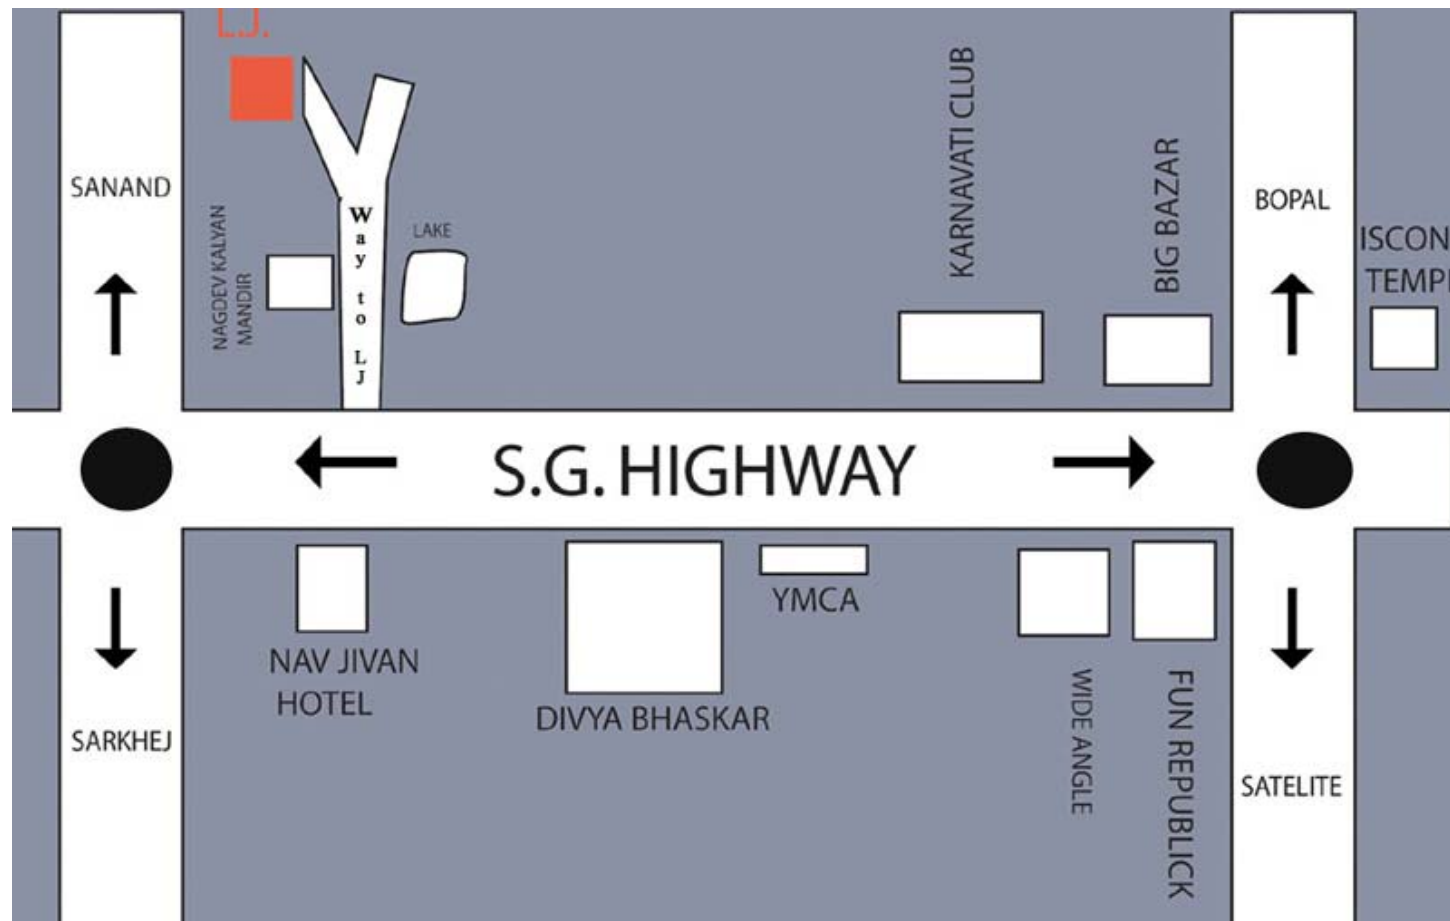 L.J.
SANAND
NAGDEV KALYAN
MANDIR
Way to LJ
LAKE
KARNAVATI CLUB
BIG BAZAR
BOPAL
ISCON
TEMPL
S.G. HIGHWAY
NAV JIVAN
HOTEL
DIVYA BHASKAR
YMCA
WIDE ANGLE
FUN REPUBLICK
SARKHEJ
SATELITE